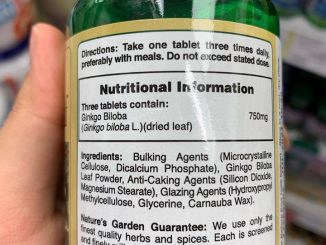 Directions: Take one tablet three times daily,
preferably with meals. Do not exceed stated dose.
Nutritional Information
Three tablets contain:
Ginkgo Biloba 750mg
(Ginkgo biloba L.)(dried leaf)
Ingredients: Bulking Agents (Microcrystalline
Cellulose, Dicalcium Phosphate), Ginkgo Biloba
Leaf Powder, Anti-Caking Agents (Silicon Dioxide,
Magnesium Stearate), Glazing Agents (Hydroxypropyl
Methylcellulose, Glycerine, Carnauba Wax).
Nature's Garden Guarantee: We use only the
finest quality herbs and spices. Each is screened
and finely